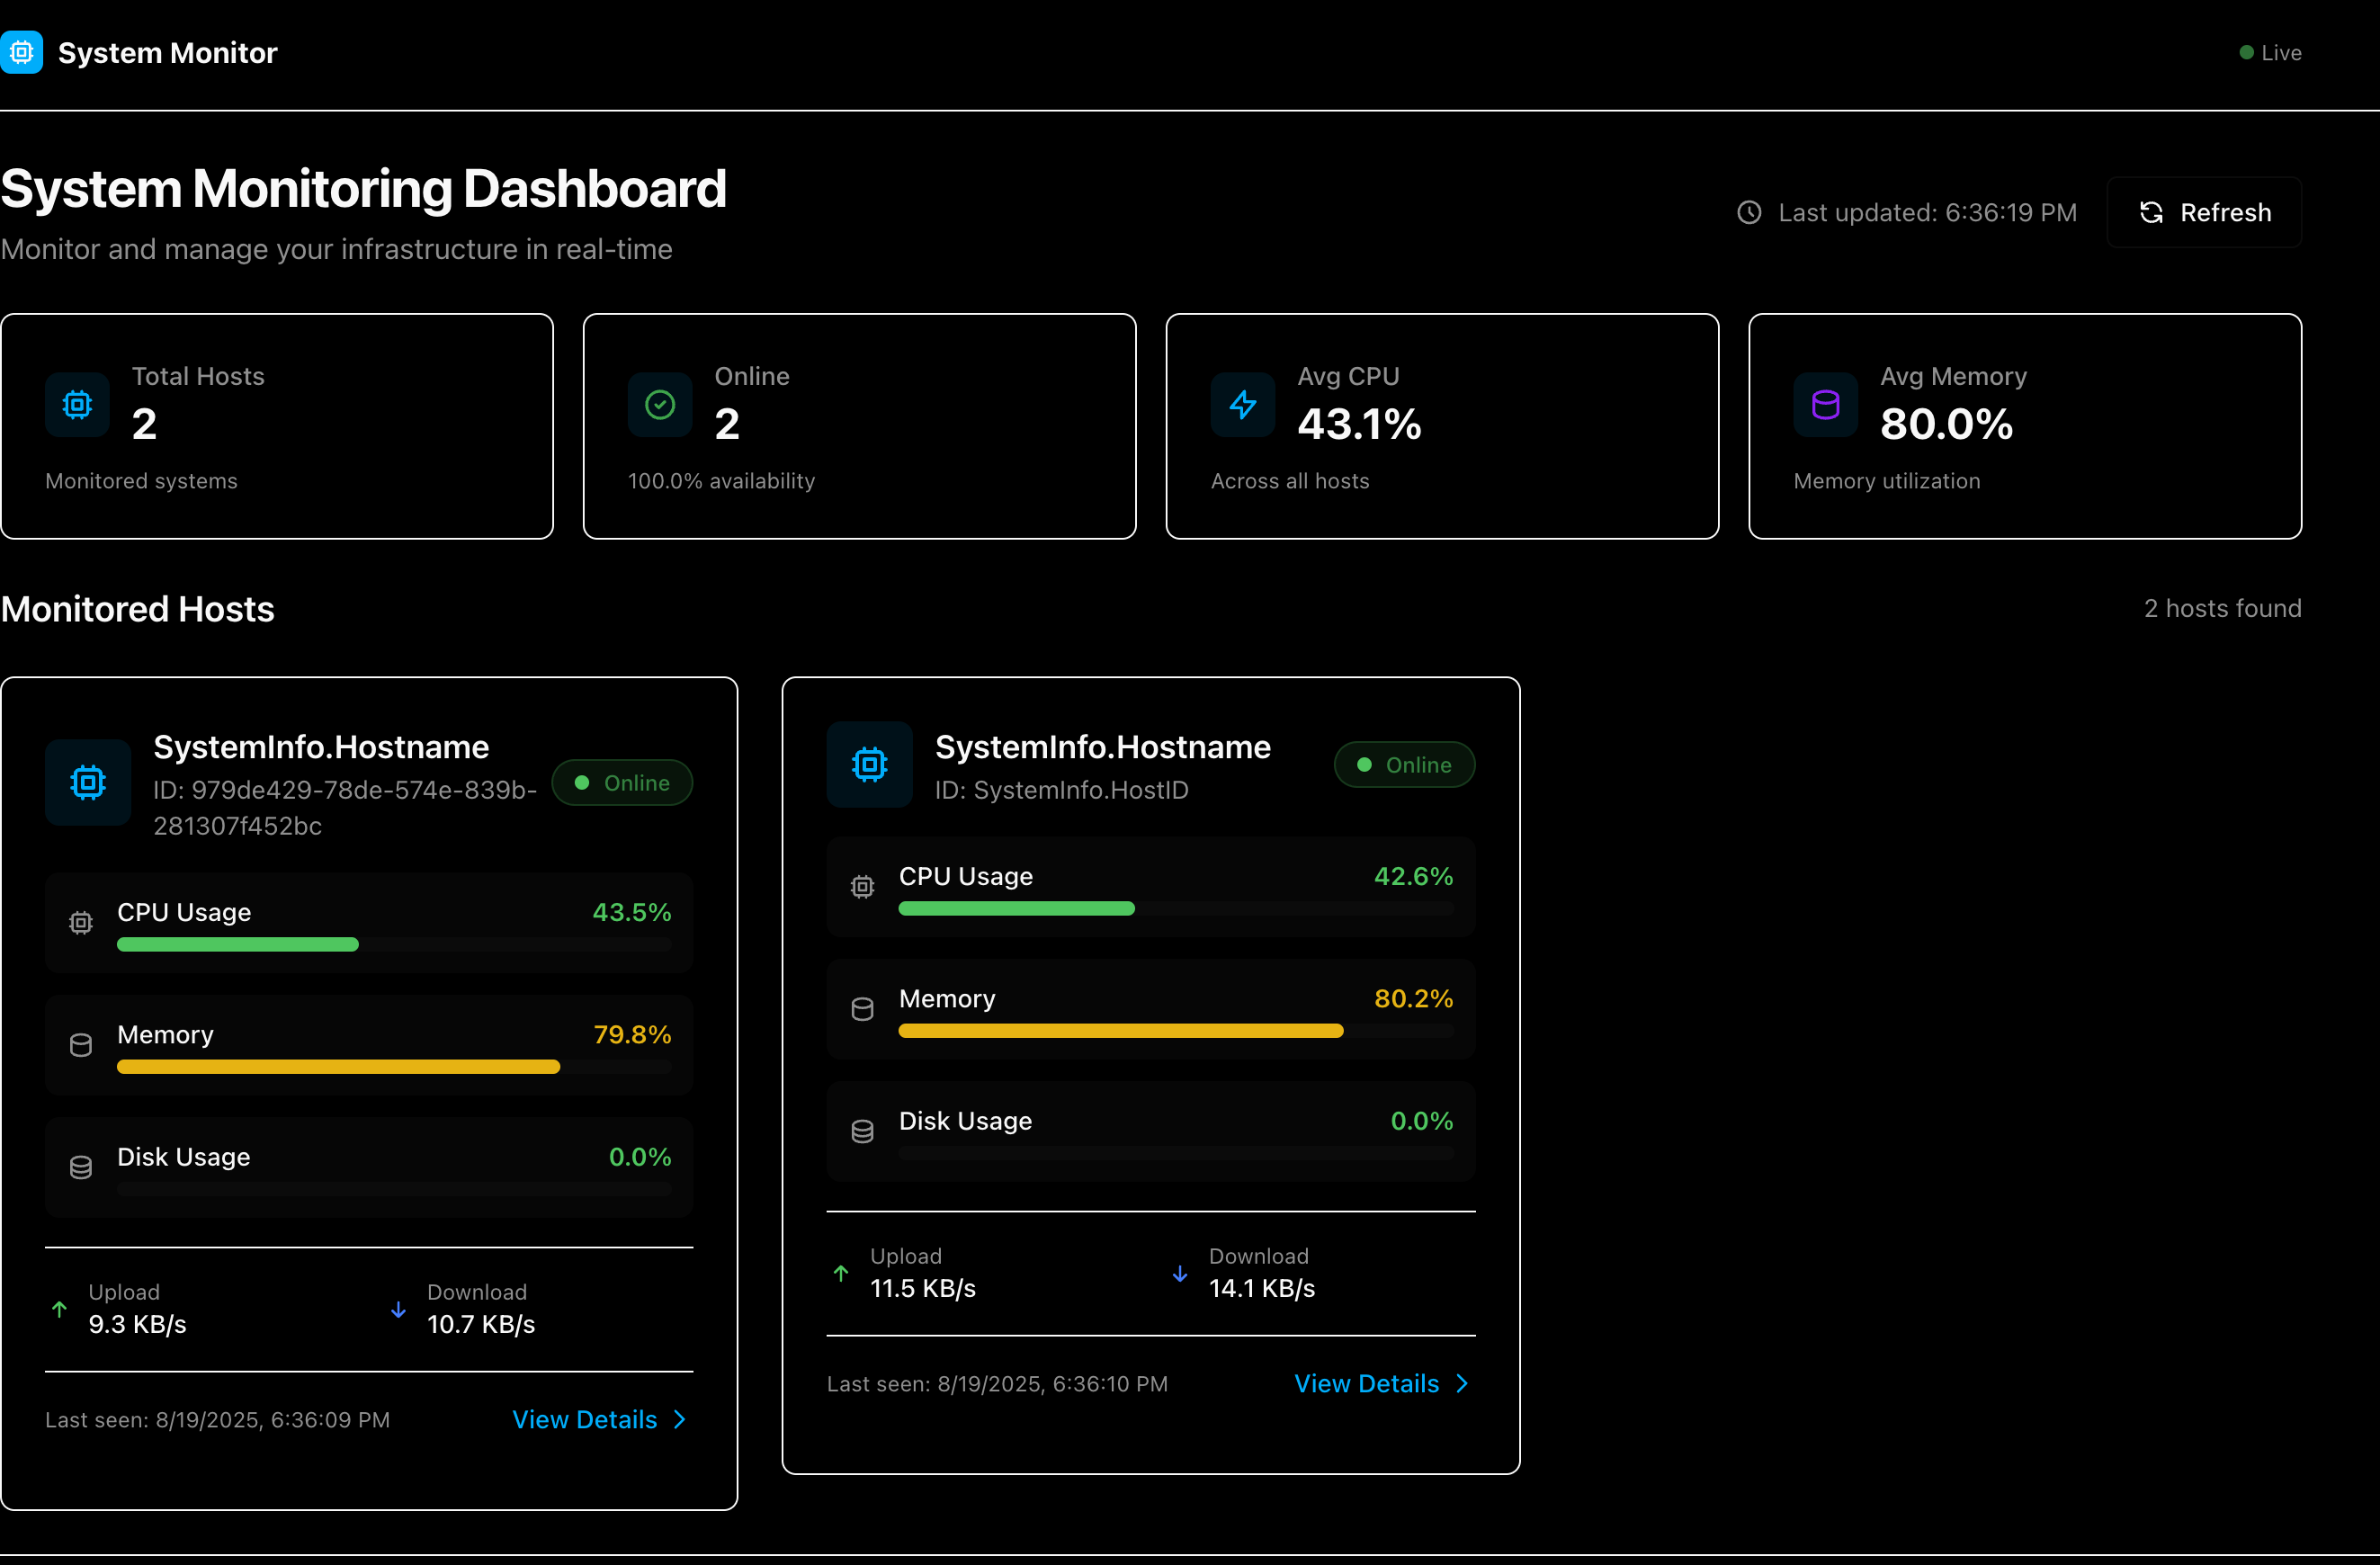 System Monitor
Live
System Monitoring Dashboard
Monitor and manage your infrastructure in real-time
Last updated: 6:36:19 PM
Refresh
Total Hosts
2
Monitored systems
Online
2
100.0% availability
Avg CPU
43.1%
Across all hosts
Avg Memory
80.0%
Memory utilization
Monitored Hosts
2 hosts found
SystemInfo.Hostname
ID: 979de429-78de-574e-839b-
281307f452bc
Online
CPU Usage
43.5%
Memory
79.8%
Disk Usage
0.0%
Upload
9.3 KB/s
Download
10.7 KB/s
Last seen: 8/19/2025, 6:36:09 PM
View Details
SystemInfo.Hostname
ID: SystemInfo.HostID
Online
CPU Usage
42.6%
Memory
80.2%
Disk Usage
0.0%
Upload
11.5 KB/s
Download
14.1 KB/s
Last seen: 8/19/2025, 6:36:10 PM
View Details